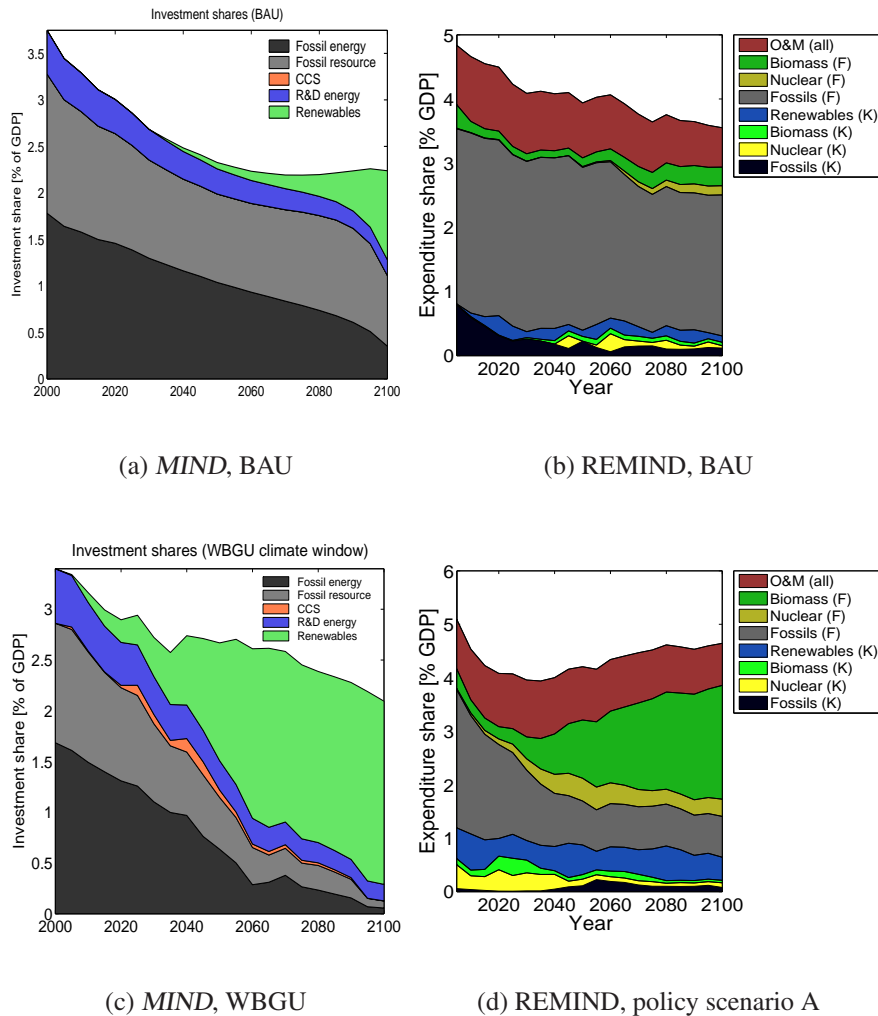 Investment shares (BAU)
Investment share [% of GDP]
3.5
3
2.5
2
1.5
1
0.5
0
2000
2020
2040
2060
2080
2100
Fossil energy
Fossil resource
CCS
R&D energy
Renewables
(a) MIND, BAU
Expenditure share [% GDP]
5
4
3
2
1
0
2020
2040
2060
2080
2100
Year
O&M (all)
Biomass (F)
Nuclear (F)
Fossils (F)
Renewables (K)
Biomass (K)
Nuclear (K)
Fossils (K)
(b) REMIND, BAU
Investment shares (WBGU climate window)
Investment share [% of GDP]
3
2.5
2
1.5
1
0.5
0
2000
2020
2040
2060
2080
2100
Fossil energy
Fossil resource
CCS
R&D energy
Renewables
(c) MIND, WBGU
Expenditure share [% GDP]
6
5
4
3
2
1
0
2020
2040
2060
2080
2100
Year
O&M (all)
Biomass (F)
Nuclear (F)
Fossils (F)
Renewables (K)
Biomass (K)
Nuclear (K)
Fossils (K)
(d) REMIND, policy scenario A